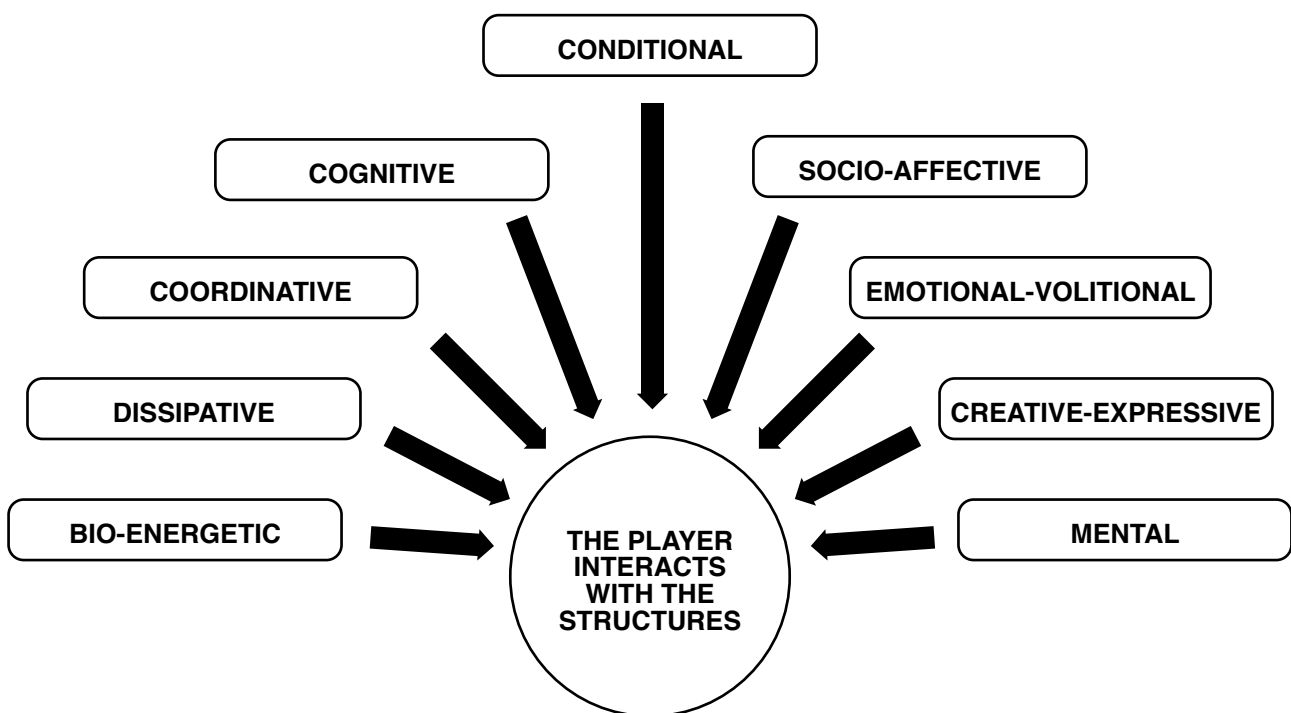 CONDITIONAL
COGNITIVE
SOCIO-AFFECTIVE
COORDINATIVE
EMOTIONAL-VOLITIONAL
DISSIPATIVE
CREATIVE-EXPRESSIVE
BIO-ENERGETIC
MENTAL
THE PLAYER
INTERACTS
WITH THE
STRUCTURES